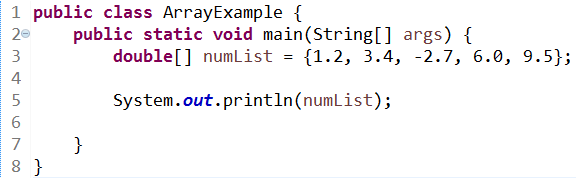 1 public class ArrayExample {
2 public static void main(String[] args) {
3 double[] numList = {1.2, 3.4, -2.7, 6.0, 9.5};
4
5 System.out.println(numList);
6
7 }
8 }